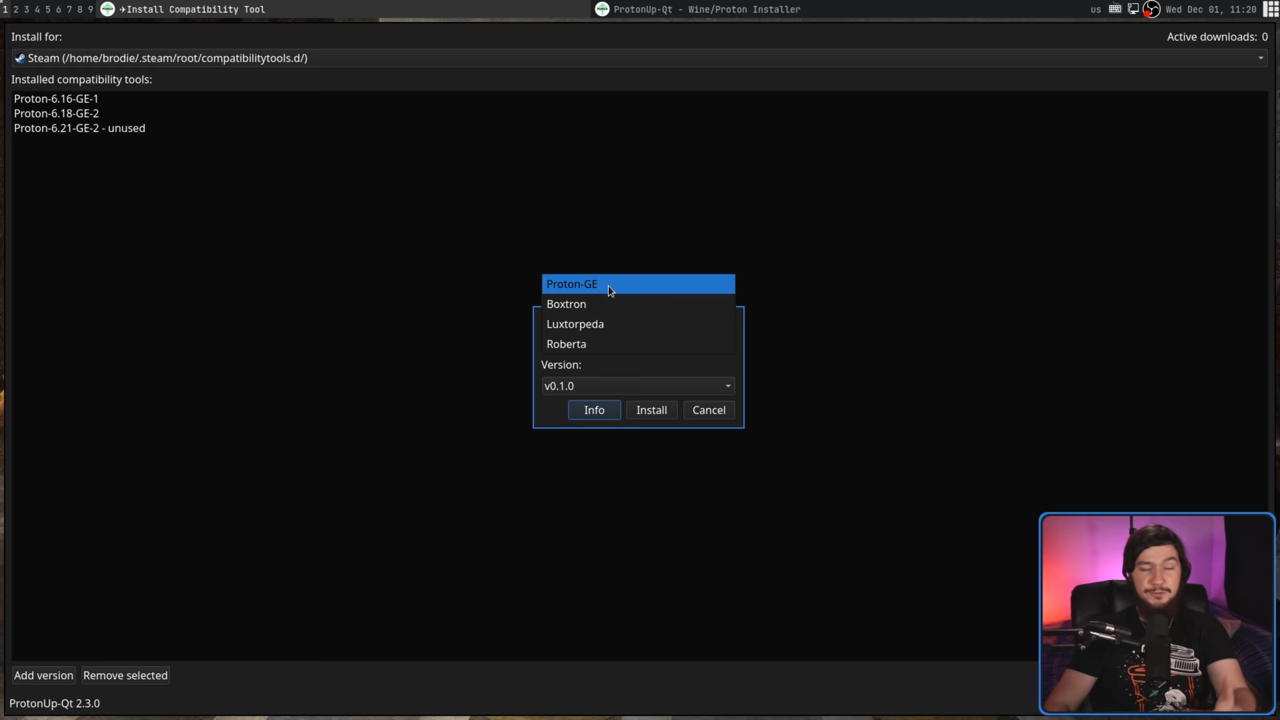 1 2 3 4 5 6 7 8 9 ✈Install Compatibility Tool ProtonUp-Qt - Wine/Proton Installer us Wed Dec 01, 11:20
Install for: Active downloads: 0
Steam (/home/brodie/.steam/root/compatibilitytools.d/)
Installed compatibility tools:
Proton-6.16-GE-1
Proton-6.18-GE-2
Proton-6.21-GE-2 - unused
Proton-GE
Boxtron
Luxtorpeda
Roberta
Version:
v0.1.0
Info Install Cancel
Add version Remove selected
ProtonUp-Qt 2.3.0